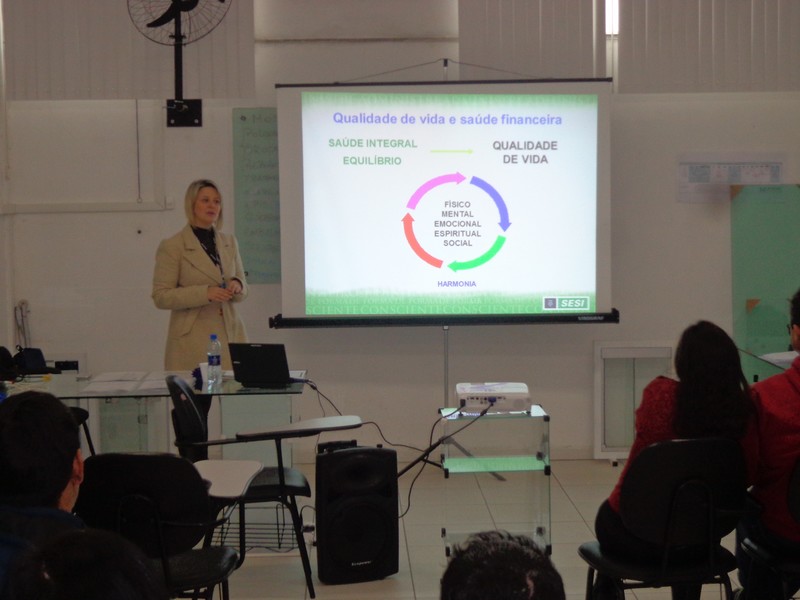 Qualidade de vida e saúde financeira
SAÚDE INTEGRAL
EQUILÍBRIO
QUALIDADE
DE VIDA
FÍSICO
MENTAL
EMOCIONAL
ESPIRITUAL
SOCIAL
HARMONIA
SESI